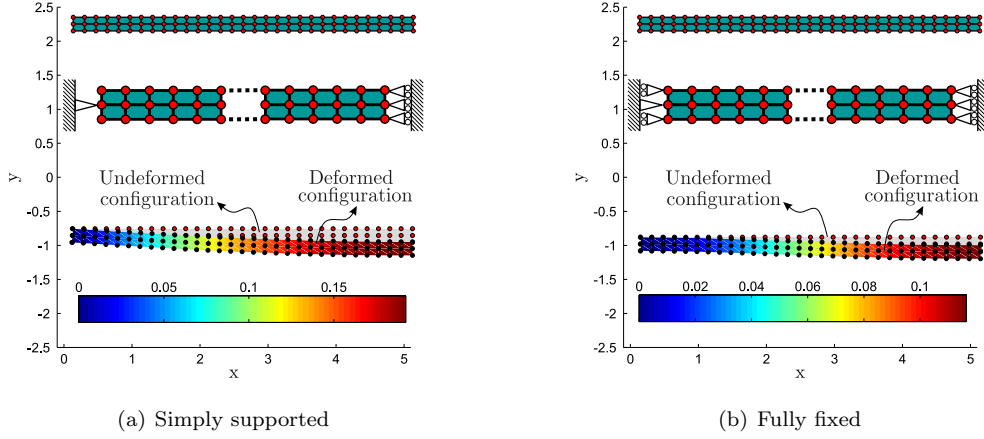 2.5
2
1.5
1
0.5
0
-0.5
-1
-1.5
-2
-2.5
y
Undeformed
configuration
Deformed
configuration
0 0.05 0.1 0.15
0 1 2 3 4 5
x
(a) Simply supported
2.5
2
1.5
1
0.5
0
-0.5
-1
-1.5
-2
-2.5
y
Undeformed
configuration
Deformed
configuration
0 0.02 0.04 0.06 0.08 0.1
0 1 2 3 4 5
x
(b) Fully fixed